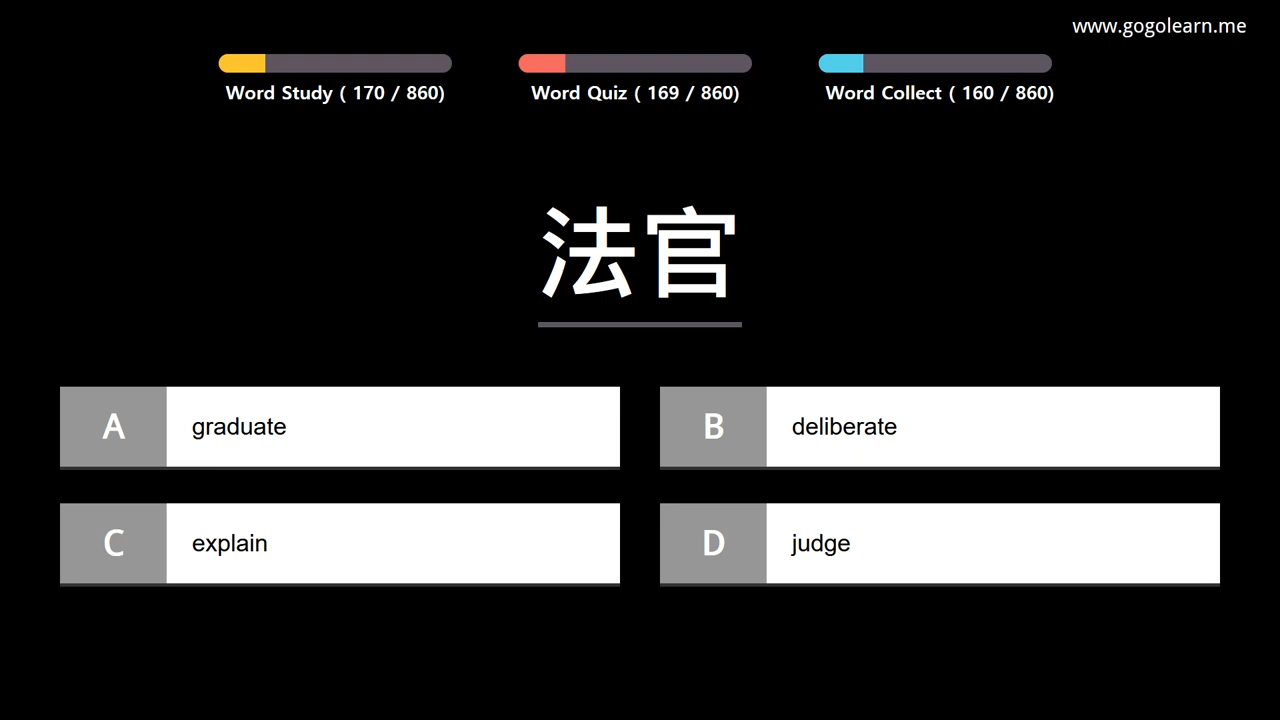 www.gogolearn.me
Word Study ( 170 / 860)
Word Quiz ( 169 / 860)
Word Collect ( 160 / 860)
法官
A graduate
B deliberate
C explain
D judge